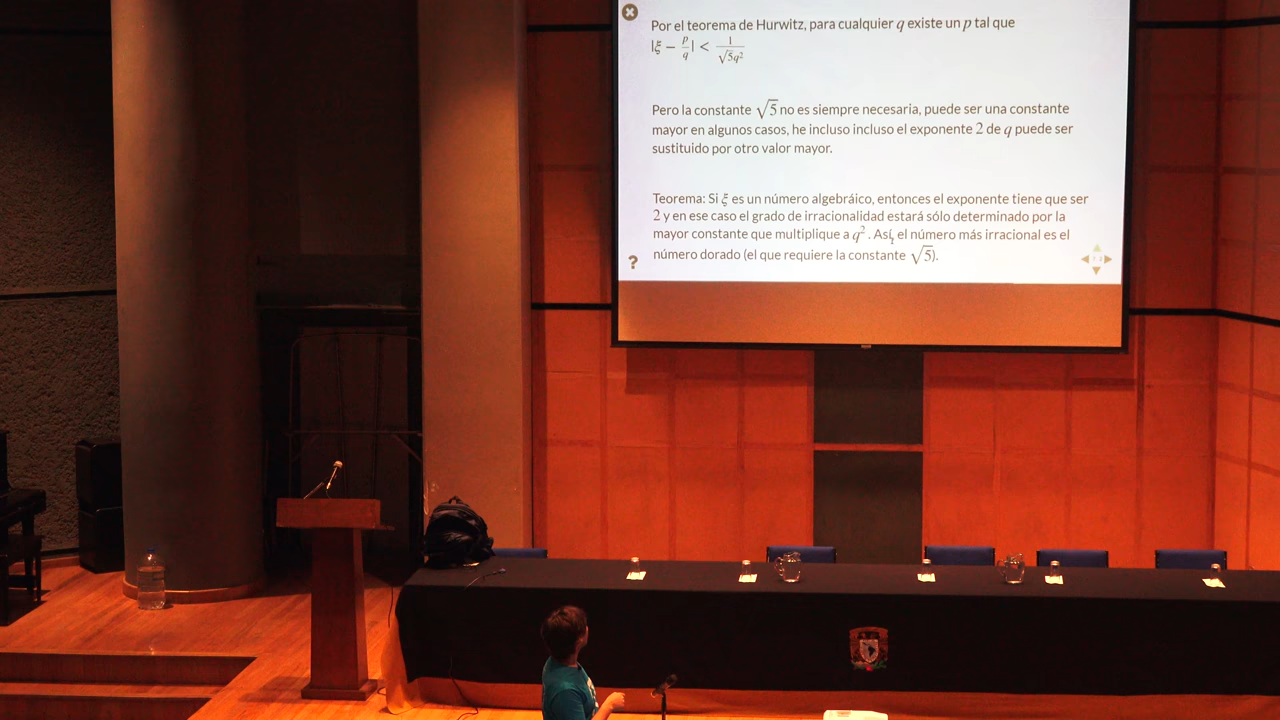 Por el teorema de Hurwitz, para cualquier q existe un p tal que
|ξ − p/q| < 1/(√5q²)
Pero la constante √5 no es siempre necesaria, puede ser una constante
mayor en algunos casos, he incluso incluso el exponente 2 de q puede ser
sustituido por otro valor mayor.
Teorema: Si ξ es un número algebráico, entonces el exponente tiene que ser
2 y en ese caso el grado de irracionalidad estará sólo determinado por la
mayor constante que multiplique a q². Así, el número más irracional es el
número dorado (el que requiere la constante √5).
?